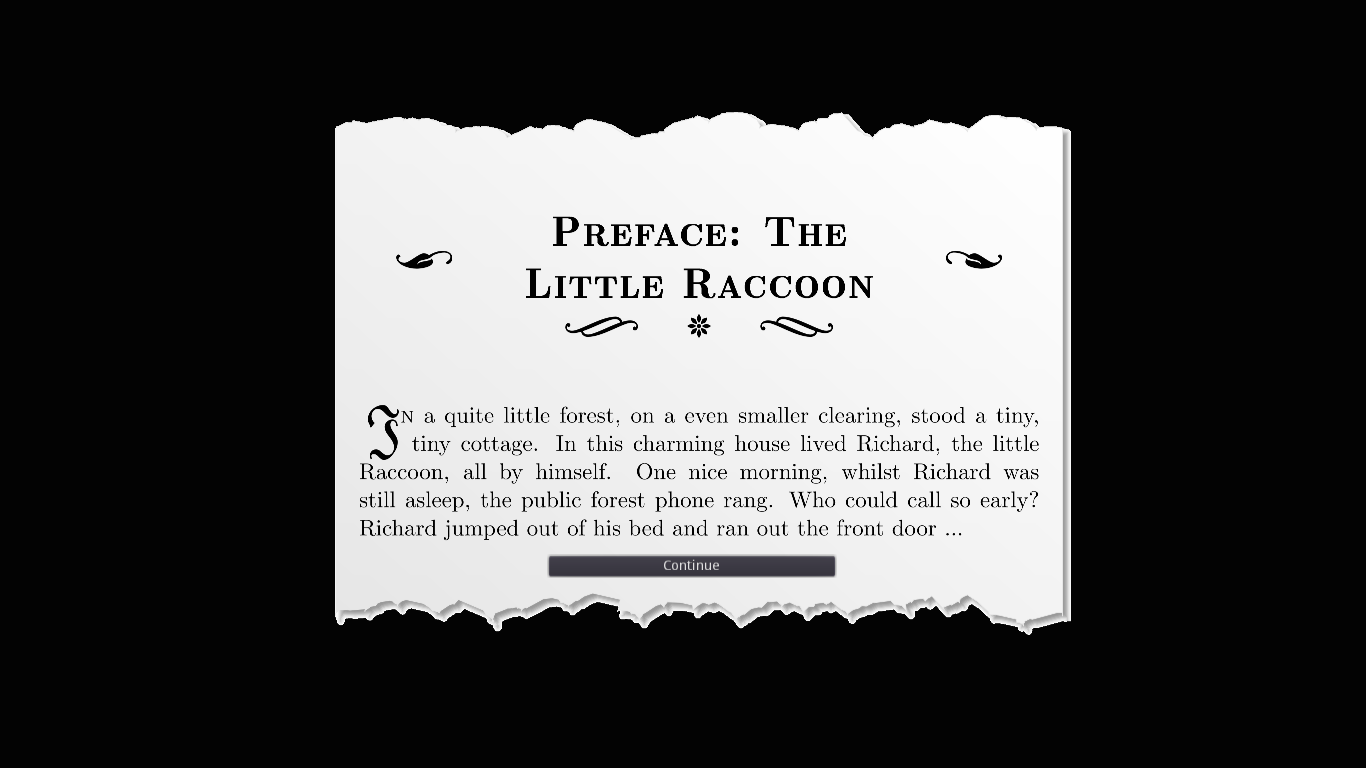 Preface: The
Little Raccoon
In a quite little forest, on a even smaller clearing, stood a tiny,
tiny cottage. In this charming house lived Richard, the little
Raccoon, all by himself. One nice morning, whilst Richard was
still asleep, the public forest phone rang. Who could call so early?
Richard jumped out of his bed and ran out the front door ...
Continue